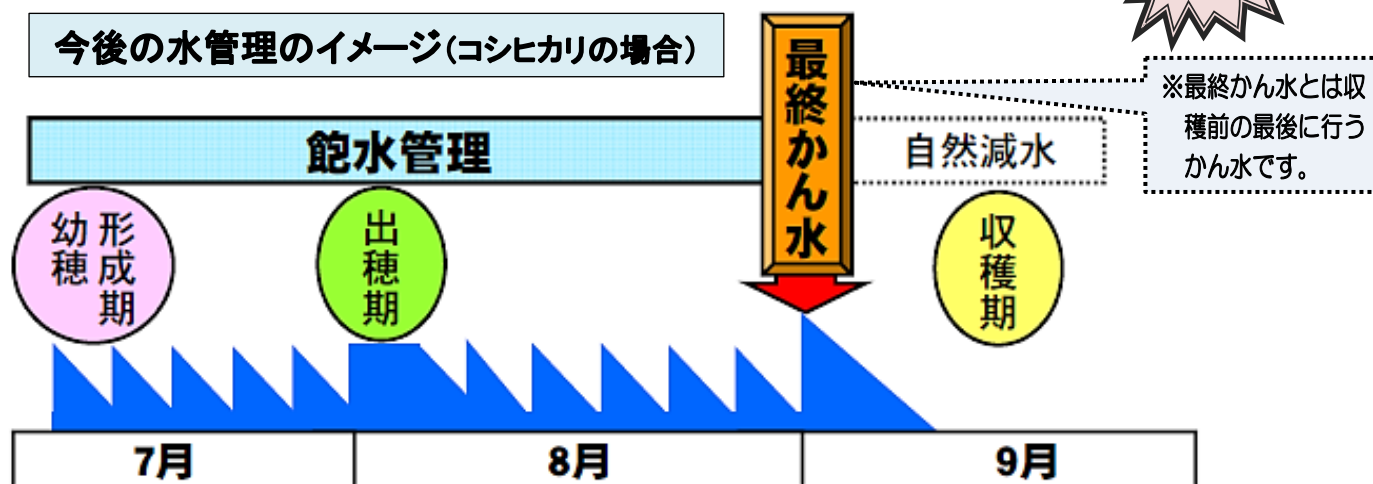 今後の水管理のイメージ(コシヒカリの場合)
最終かん水
※最終かん水とは収
穫前の最後に行う
かん水です。
飽水管理
自然減水
幼穂
形成期
出穂期
収穫期
7月
8月
9月